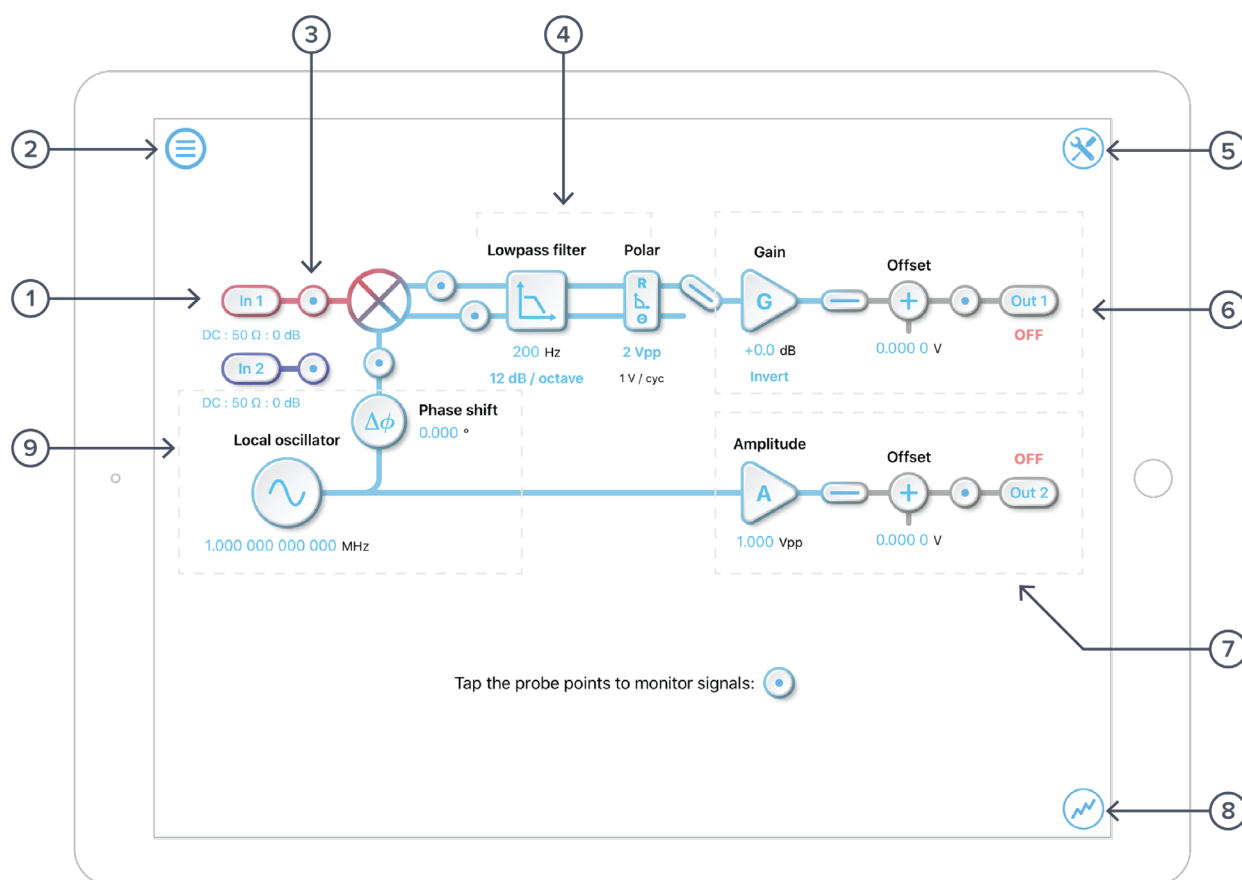 3
4
2
5
Lowpass filter
Polar
Gain
Offset
1
In 1
R
Θ
G
Out 1
6
DC : 50 Ω : 0 dB
OFF
200 Hz
2 Vpp
+0.0 dB
0.000 0 V
12 dB / octave
1 V / cyc
Invert
In 2
DC : 50 Ω : 0 dB
Δϕ
Phase shift
0.000 °
9
Local oscillator
Amplitude
Offset
OFF
A
Out 2
1.000 000 000 000 MHz
1.000 Vpp
0.000 0 V
7
Tap the probe points to monitor signals:
8